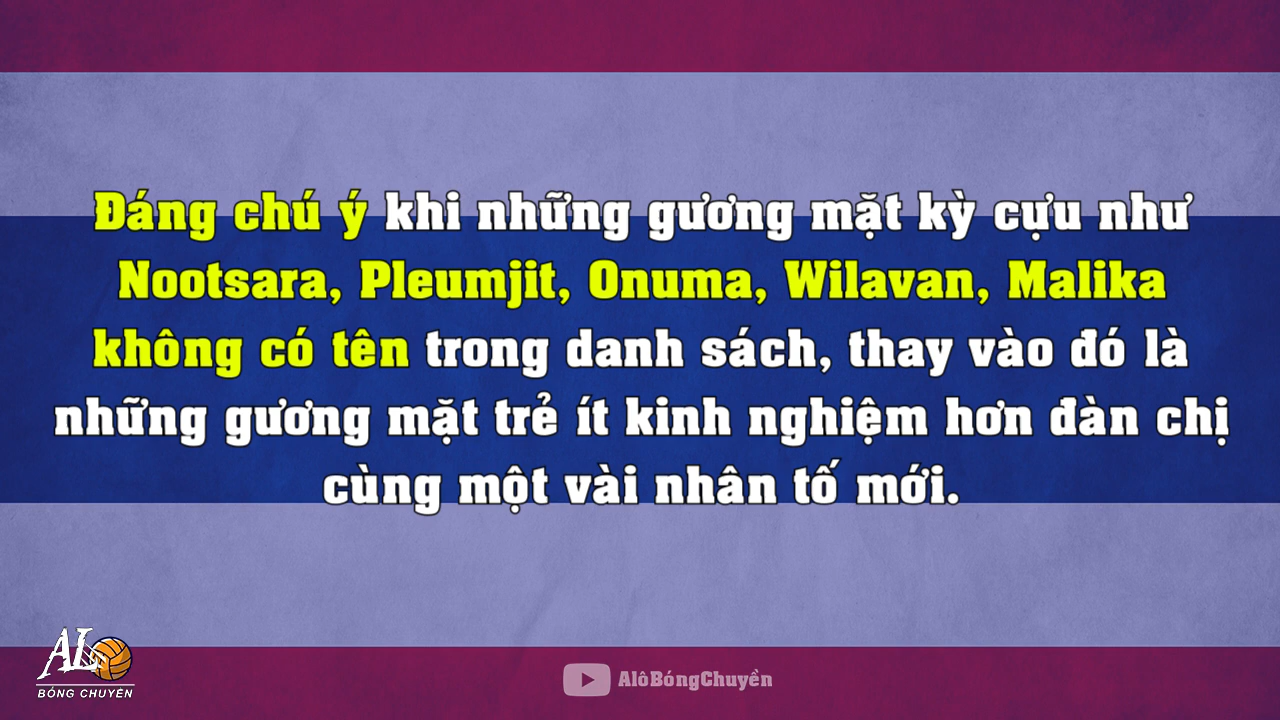 Đáng chú ý khi những gương mặt kỳ cựu như
Nootsara, Pleumjit, Onuma, Wilavan, Malika
không có tên trong danh sách, thay vào đó là
những gương mặt trẻ ít kinh nghiệm hơn đàn chị
cùng một vài nhân tố mới.
ALO
BÓNG CHUYỀN
AlôBóngChuyền